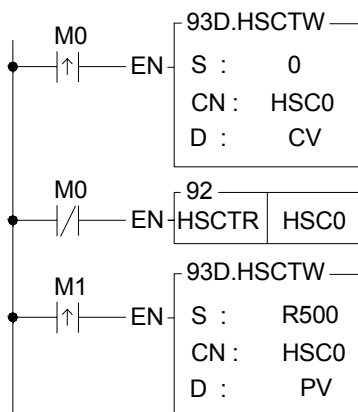 93D.HSCTW
M0
↑ EN S : 0
CN : HSC0
D : CV
M0
92
EN HSCTR HSC0
93D.HSCTW
M1
↑ EN S : R500
CN : HSC0
D : PV